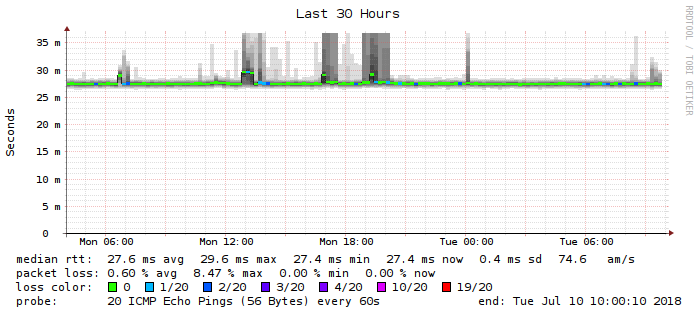 Last 30 Hours
RRDTOOL / TOBI OETIKER
Seconds
35 m
30 m
25 m
20 m
15 m
10 m
5 m
0
Mon 06:00 Mon 12:00 Mon 18:00 Tue 00:00 Tue 06:00
median rtt: 27.6 ms avg 29.6 ms max 27.4 ms min 27.4 ms now 0.4 ms sd 74.6 am/s
packet loss: 0.60 % avg 8.47 % max 0.00 % min 0.00 % now
loss color: 0 1/20 2/20 3/20 4/20 10/20 19/20
probe: 20 ICMP Echo Pings (56 Bytes) every 60s end: Tue Jul 10 10:00:10 2018